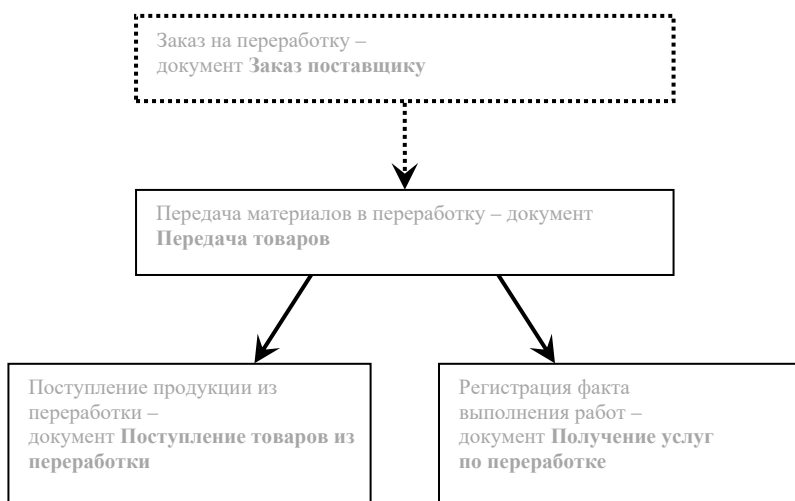 Заказ на переработку –
документ Заказ поставщику
Передача материалов в переработку – документ
Передача товаров
Поступление продукции из
переработки –
документ Поступление товаров из
переработки
Регистрация факта
выполнения работ –
документ Получение услуг
по переработке